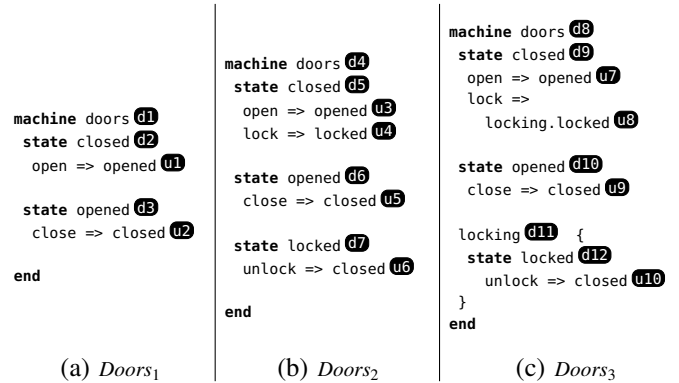 machine doors d1
state closed d2
open => opened u1
state opened d3
close => closed u2
end
(a) Doors1
machine doors d4
state closed d5
open => opened u3
lock => locked u4
state opened d6
close => closed u5
state locked d7
unlock => closed u6
end
(b) Doors2
machine doors d8
state closed d9
open => opened u7
lock =>
locking.locked u8
state opened d10
close => closed u9
locking d11 {
state locked d12
unlock => closed u10
}
end
(c) Doors3